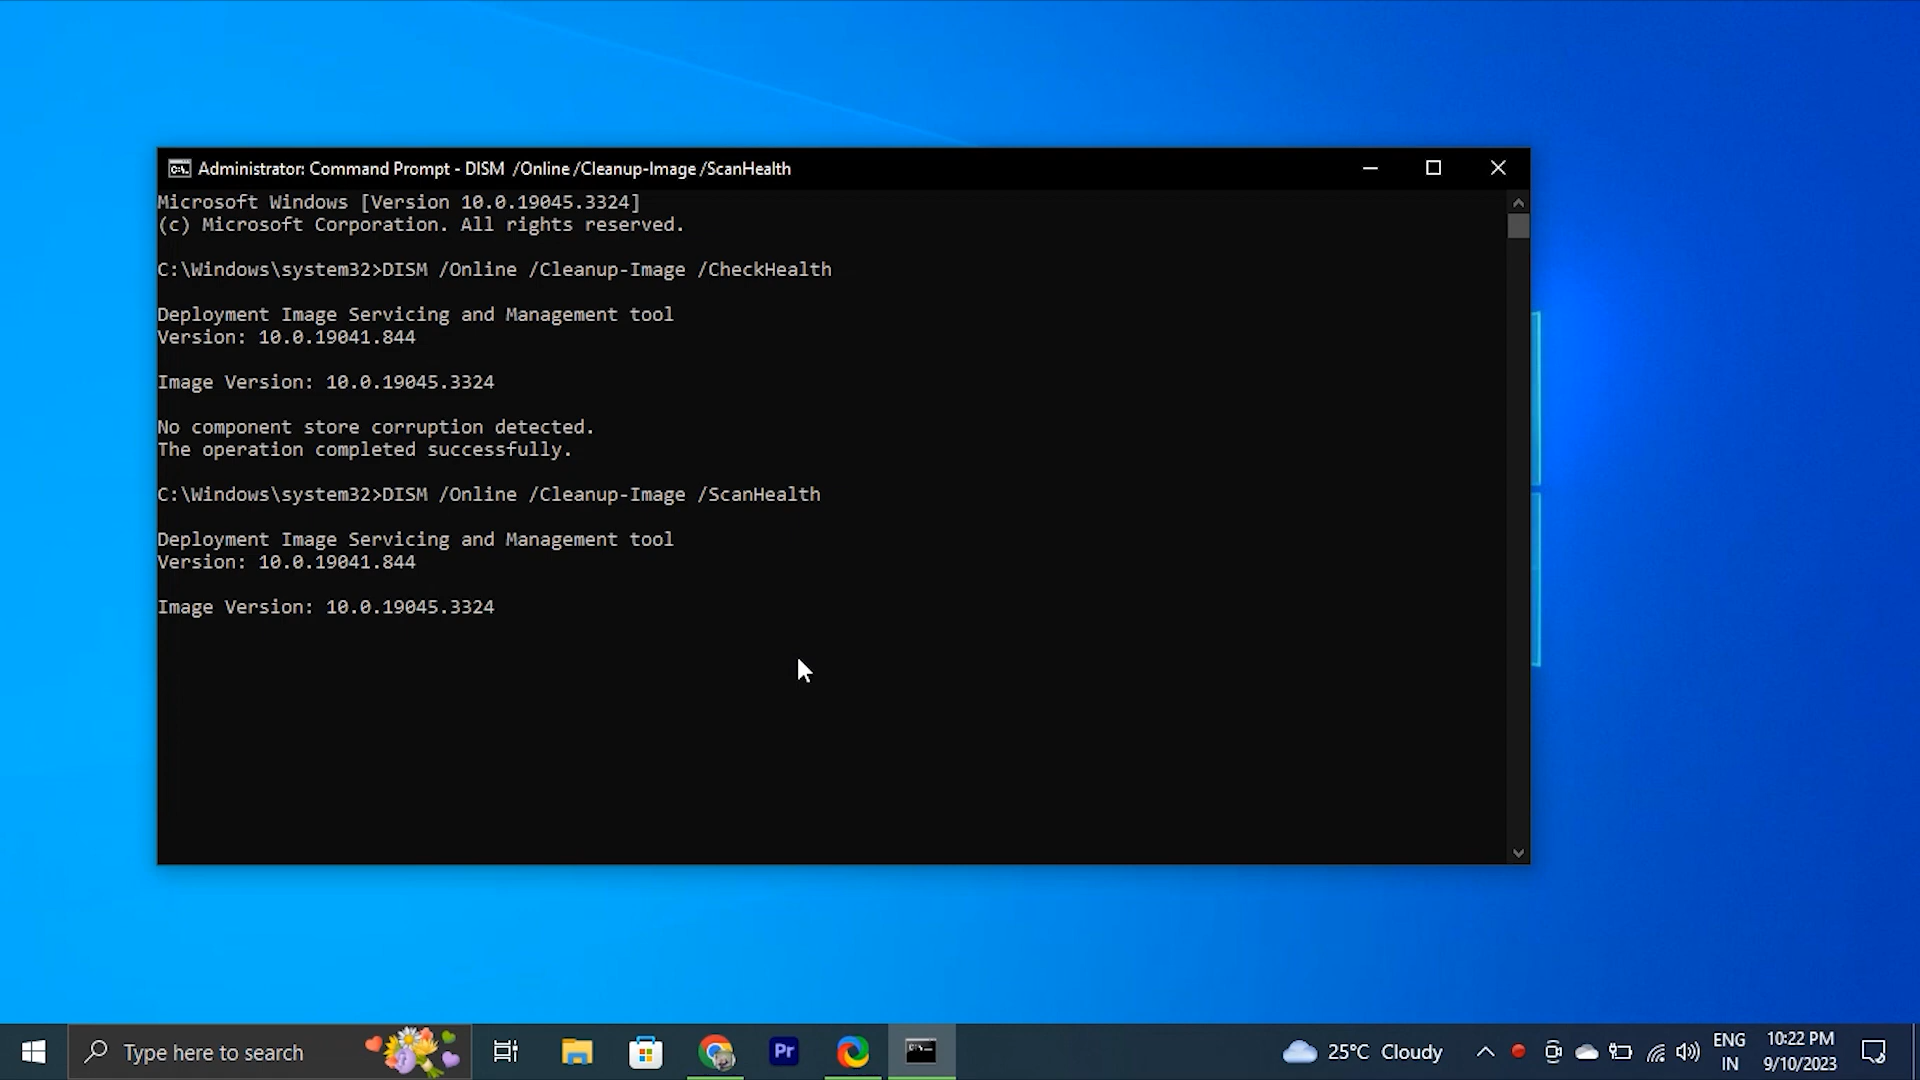 Administrator: Command Prompt - DISM /Online /Cleanup-Image /ScanHealth
Microsoft Windows [Version 10.0.19045.3324]
(c) Microsoft Corporation. All rights reserved.
C:\Windows\system32>DISM /Online /Cleanup-Image /CheckHealth
Deployment Image Servicing and Management tool
Version: 10.0.19041.844
Image Version: 10.0.19045.3324
No component store corruption detected.
The operation completed successfully.
C:\Windows\system32>DISM /Online /Cleanup-Image /ScanHealth
Deployment Image Servicing and Management tool
Version: 10.0.19041.844
Image Version: 10.0.19045.3324
Type here to search
Pr
25°C Cloudy
ENG
IN
10:22 PM
9/10/2023